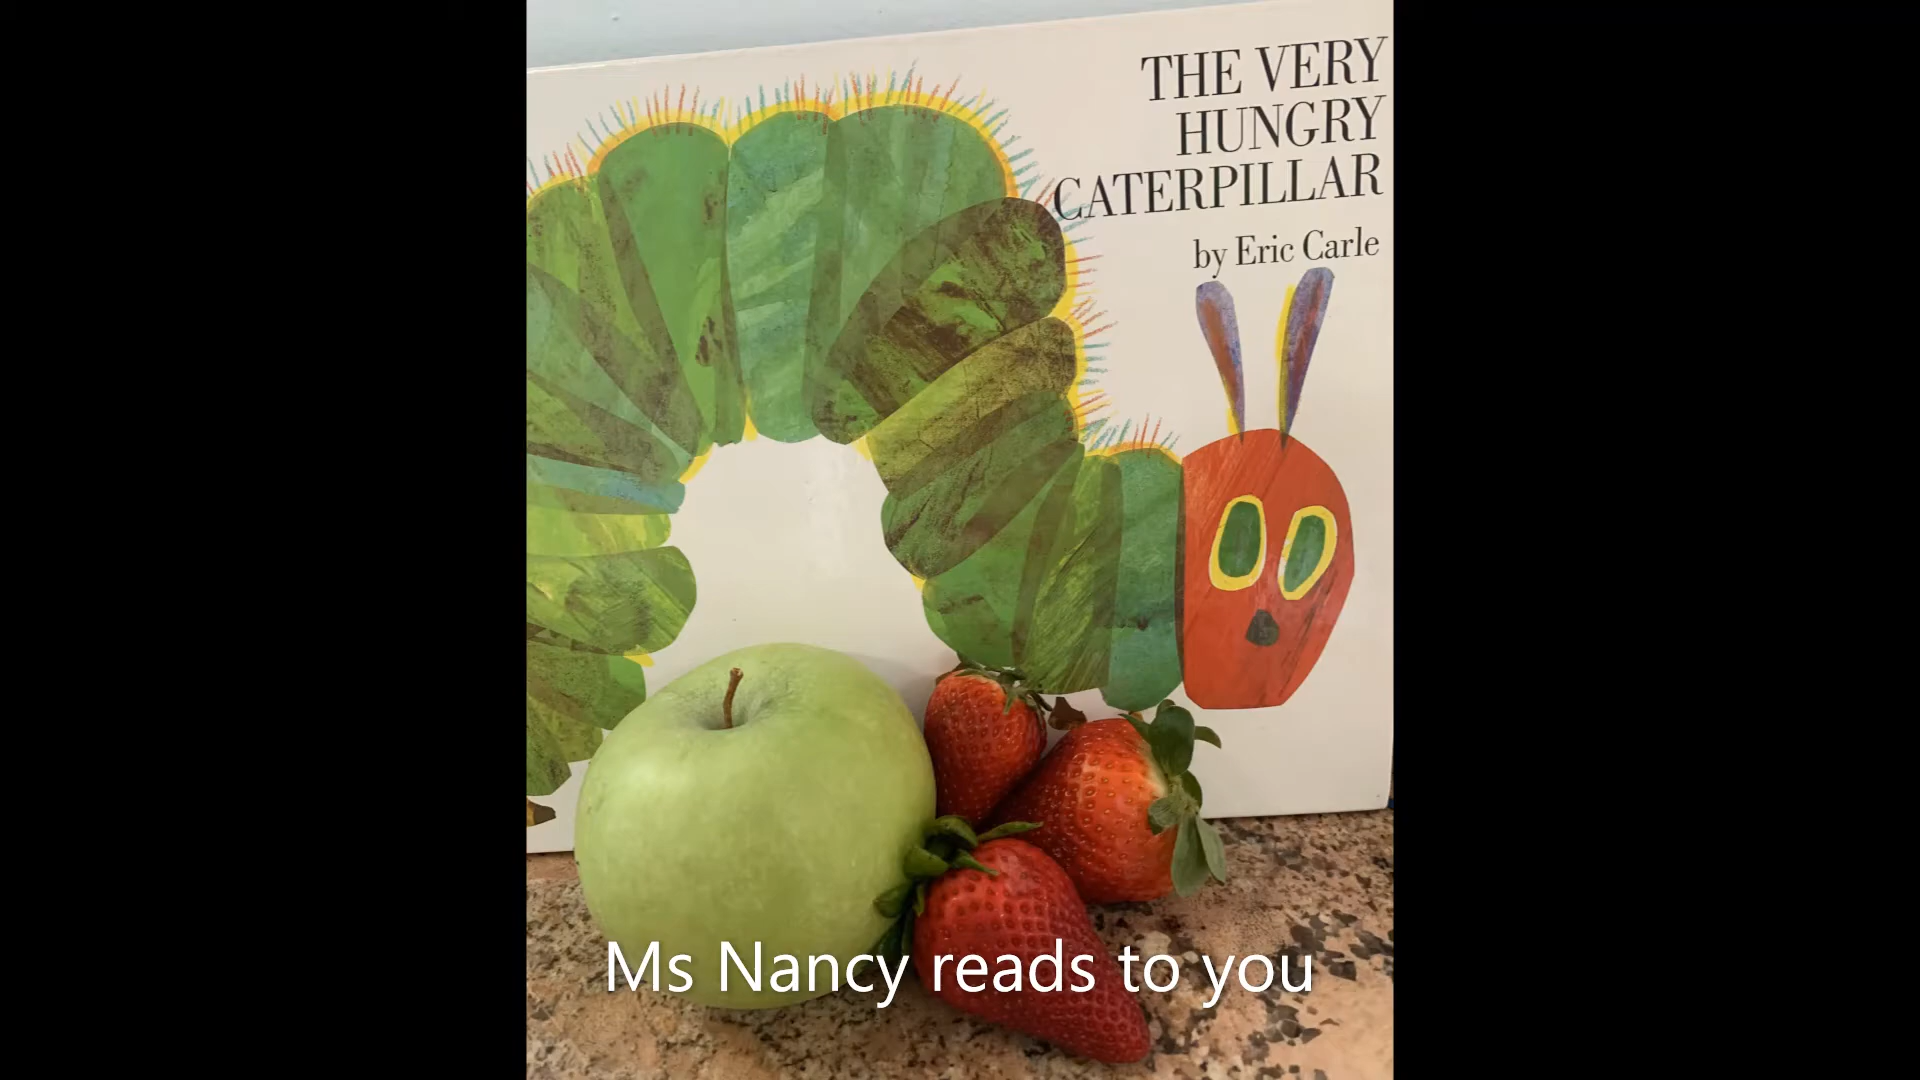 THE VERY
HUNGRY
CATERPILLAR
by Eric Carle
Ms Nancy reads to you